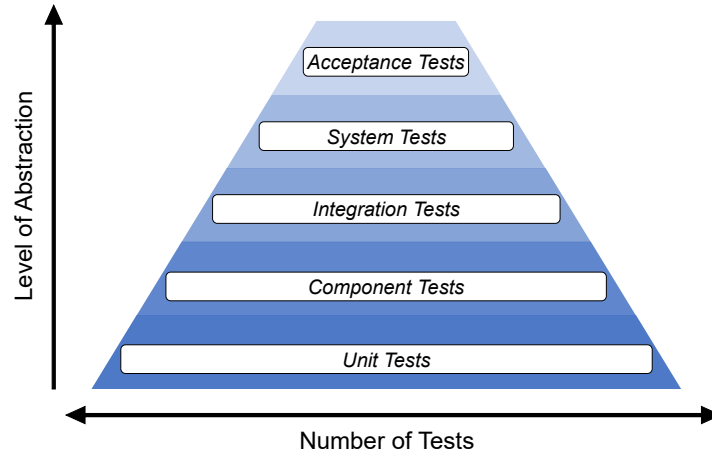 Acceptance Tests
System Tests
Integration Tests
Component Tests
Unit Tests
Level of Abstraction
Number of Tests